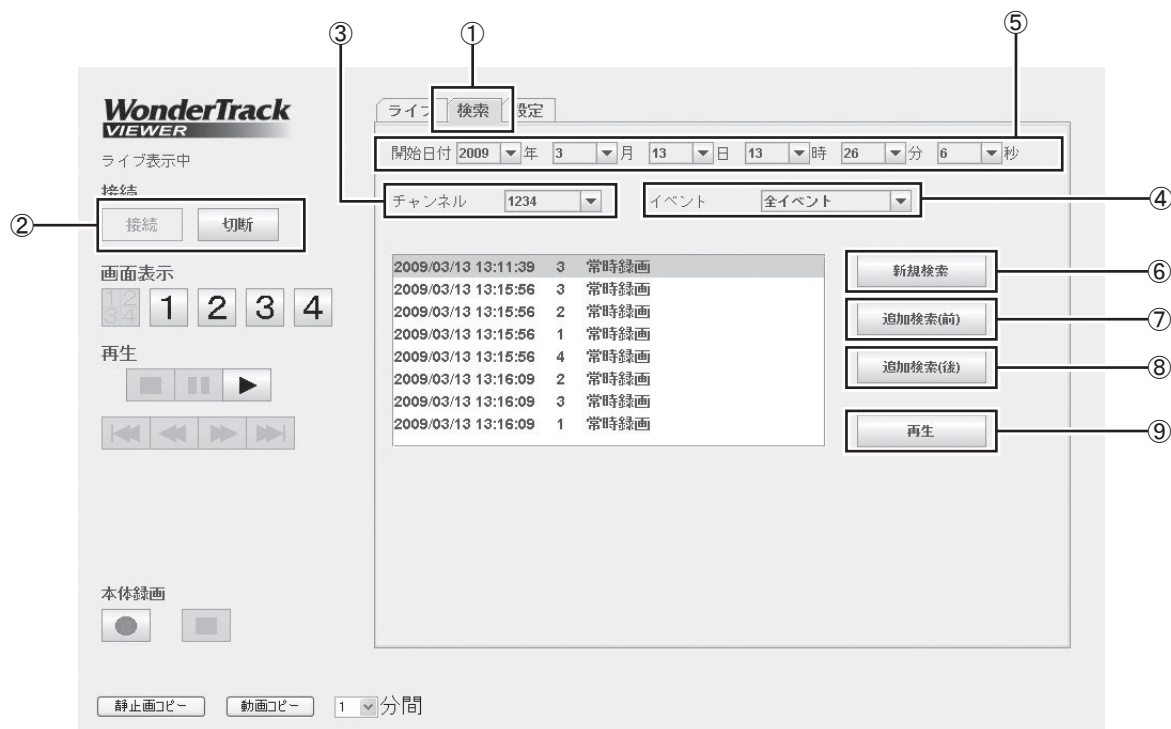 ③ ① ⑤
WonderTrack
VIEWER
ライブ表示中
ライブ 検索 設定
開始日付 2009 年 3 月 13 日 13 時 26 分 6 秒
接続
② 接続 切断
③ チャンネル 1234 イベント 全イベント ④
画面表示
12
34 1 2 3 4
2009/03/13 13:11:39 3 常時録画
2009/03/13 13:15:56 3 常時録画
2009/03/13 13:15:56 2 常時録画
2009/03/13 13:15:56 1 常時録画
2009/03/13 13:15:56 4 常時録画
2009/03/13 13:16:09 2 常時録画
2009/03/13 13:16:09 3 常時録画
2009/03/13 13:16:09 1 常時録画
新規検索 ⑥
追加検索(前) ⑦
追加検索(後) ⑧
再生 ⑨
再生
本体録画
静止画コピー 動画コピー 1 分間